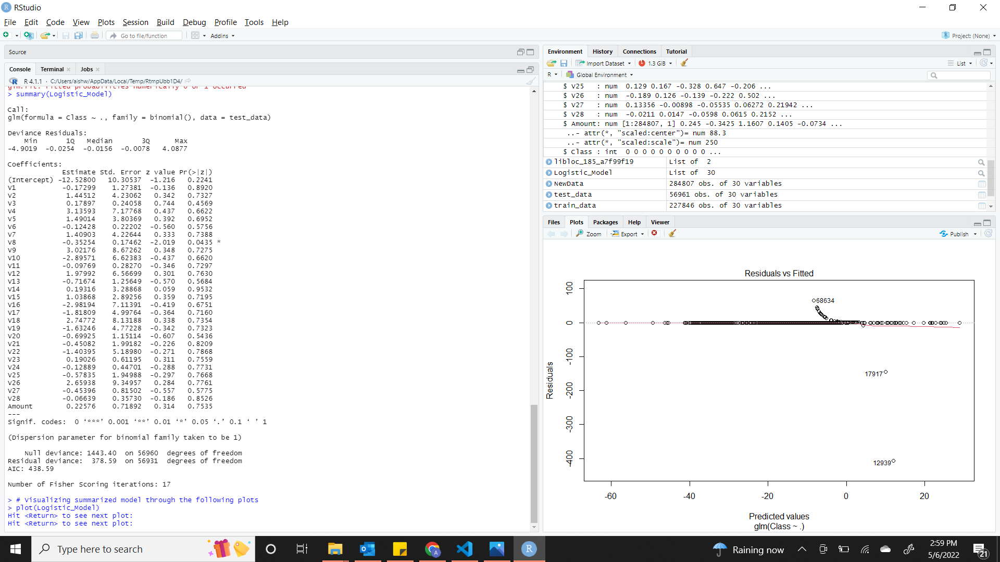 RStudio
File Edit Code View Plots Session Build Debug Profile Tools Help
Go to file/function Addins
Project: (None)
Source
Console Terminal Jobs
R 4.1.1 · C:/Users/aishw/AppData/Local/Temp/RtmpUbb1D4/
glm.fit: fitted probabilities numerically 0 or 1 occurred
> summary(Logistic_Model)
Call:
glm(formula = Class ~ ., family = binomial(), data = test_data)
Deviance Residuals:
Min 1Q Median 3Q Max
-4.9019 -0.0254 -0.0156 -0.0078 4.0877
Coefficients:
Estimate Std. Error z value Pr(>|z|)
(Intercept) -12.52800 10.30537 -1.216 0.2241
V1 -0.17299 1.27381 -0.136 0.8920
V2 1.44512 4.23062 0.342 0.7327
V3 0.17897 0.24058 0.744 0.4569
V4 3.13593 7.17768 0.437 0.6622
V5 1.49014 3.80369 0.392 0.6952
V6 -0.12428 0.22202 -0.560 0.5756
V7 1.40903 4.22644 0.333 0.7388
V8 -0.35254 0.17462 -2.019 0.0435 *
V9 3.02176 8.67262 0.348 0.7275
V10 -2.89571 6.62383 -0.437 0.6620
V11 -0.09769 0.28270 -0.346 0.7297
V12 1.97992 6.56699 0.301 0.7630
V13 -0.71674 1.25649 -0.570 0.5684
V14 0.19316 3.28868 0.059 0.9532
V15 1.03868 2.89256 0.359 0.7195
V16 -2.98194 7.11391 -0.419 0.6751
V17 -1.81809 4.99764 -0.364 0.7160
V18 2.74772 8.13188 0.338 0.7354
V19 -1.63246 4.77228 -0.342 0.7323
V20 -0.69925 1.15114 -0.607 0.5436
V21 -0.45082 1.99182 -0.226 0.8209
V22 -1.40395 5.18980 -0.271 0.7868
V23 0.19026 0.61195 0.311 0.7559
V24 -0.12889 0.44701 -0.288 0.7731
V25 -0.57835 1.94988 -0.297 0.7668
V26 2.65938 9.34957 0.284 0.7761
V27 -0.45396 0.81502 -0.557 0.5775
V28 -0.06639 0.35730 -0.186 0.8526
Amount 0.22576 0.71892 0.314 0.7535
---
Signif. codes: 0 ‘***’ 0.001 ‘**’ 0.01 ‘*’ 0.05 ‘.’ 0.1 ‘ ’ 1
(Dispersion parameter for binomial family taken to be 1)
Null deviance: 1443.40 on 56960 degrees of freedom
Residual deviance: 378.59 on 56931 degrees of freedom
AIC: 438.59
Number of Fisher Scoring iterations: 17
> # Visualizing summarized model through the following plots
> plot(Logistic_Model)
Hit <Return> to see next plot:
Hit <Return> to see next plot:
Environment History Connections Tutorial
Import Dataset 1.3 GiB List
R Global Environment
$ V25 : num 0.129 0.167 -0.328 0.647 -0.206 ...
$ V26 : num -0.189 0.126 -0.139 -0.222 0.502 ...
$ V27 : num 0.13356 -0.00898 -0.05535 0.06272 0.21942 ...
$ V28 : num -0.0211 0.0147 -0.0598 0.0615 0.2152 ...
$ Amount: num [1:284807, 1] 0.245 -0.3425 1.1607 0.1405 -0.0734 ...
..- attr(*, "scaled:center")= num 88.3
..- attr(*, "scaled:scale")= num 250
$ Class : int 0 0 0 0 0 0 0 0 0 0 ...
libloc_185_a7f99f19 List of 2
Logistic_Model List of 30
NewData 284807 obs. of 30 variables
test_data 56961 obs. of 30 variables
train_data 227846 obs. of 30 variables
Files Plots Packages Help Viewer
Zoom Export Publish
Residuals vs Fitted
100
0
-100
-200
-300
-400
Residuals
68634
17917
12939
-60 -40 -20 0 20
Predicted values
glm(Class ~ .)
Type here to search
Raining now
2:59 PM
5/6/2022
21